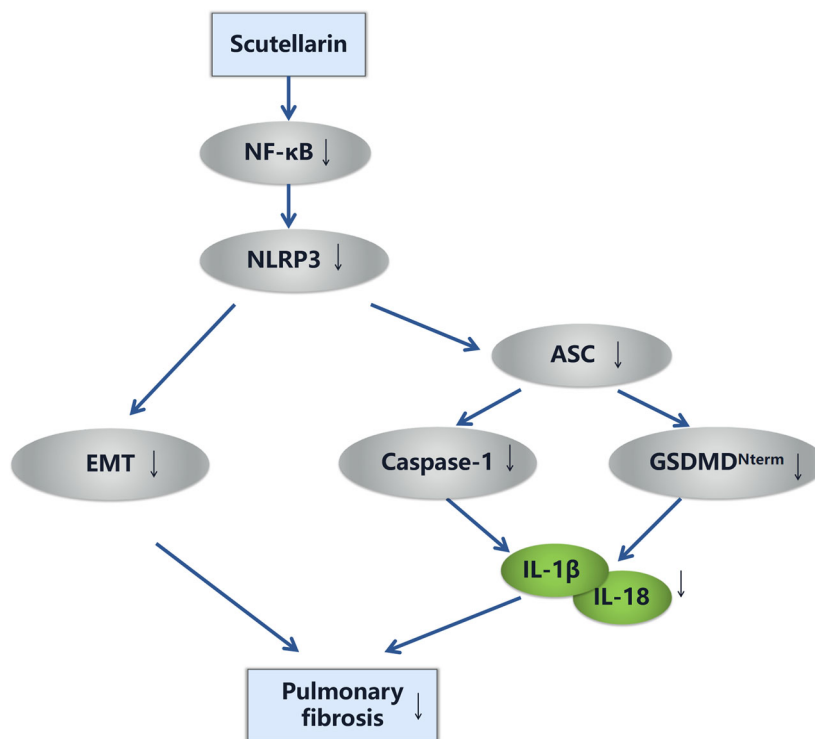 Scutellarin
NF-κB ↓
NLRP3 ↓
ASC ↓
EMT ↓
Caspase-1 ↓
GSDMDNterm ↓
IL-1β
IL-18 ↓
Pulmonary
fibrosis ↓